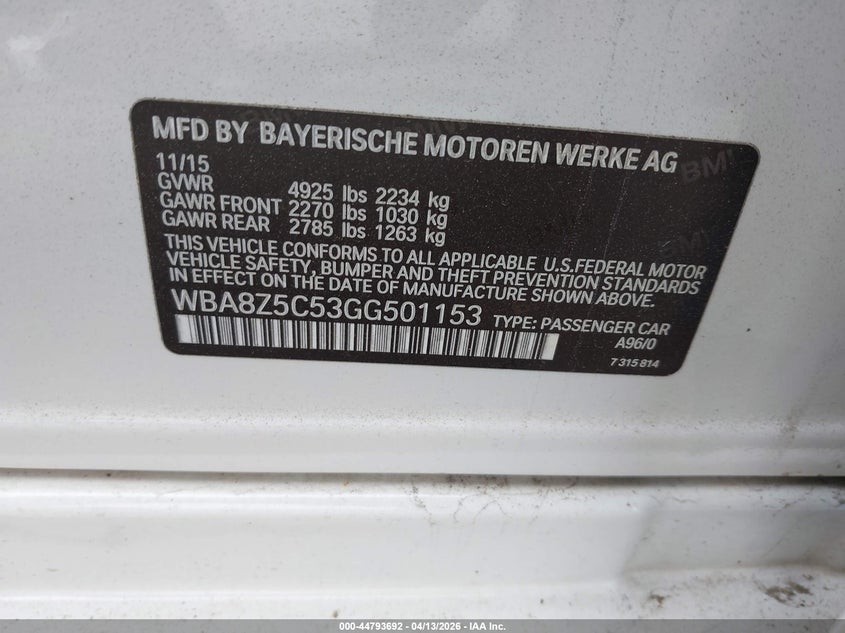 MFD BY BAYERISCHE MOTOREN WERKE AG
11/15
GVWR 4925 lbs 2234 kg
GAWR FRONT 2270 lbs 1030 kg
GAWR REAR 2785 lbs 1263 kg
THIS VEHICLE CONFORMS TO ALL APPLICABLE U.S.FEDERAL MOTOR
VEHICLE SAFETY, BUMPER AND THEFT PREVENTION STANDARDS
IN EFFECT ON THE DATE OF MANUFACTURE SHOWN ABOVE.
WBA8Z5C53GG501153 TYPE: PASSENGER CAR
A96/0
7 315 814
000-44793692 - 04/13/2026 - IAA Inc.